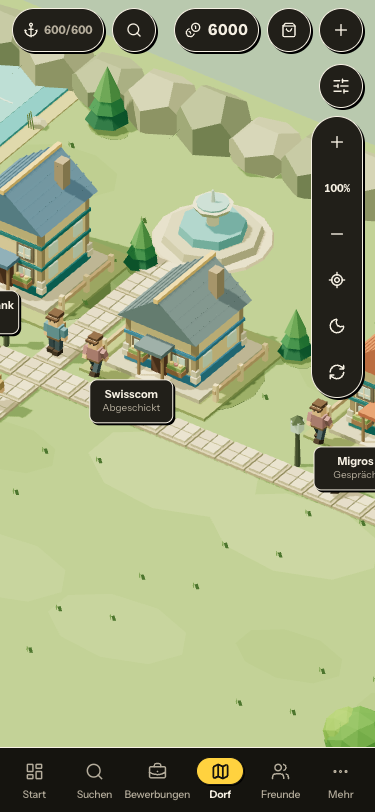 600/600
6000
100%
nk
Swisscom
Abgeschickt
Migros
Gespräch
Start
Suchen
Bewerbungen
Dorf
Freunde
Mehr